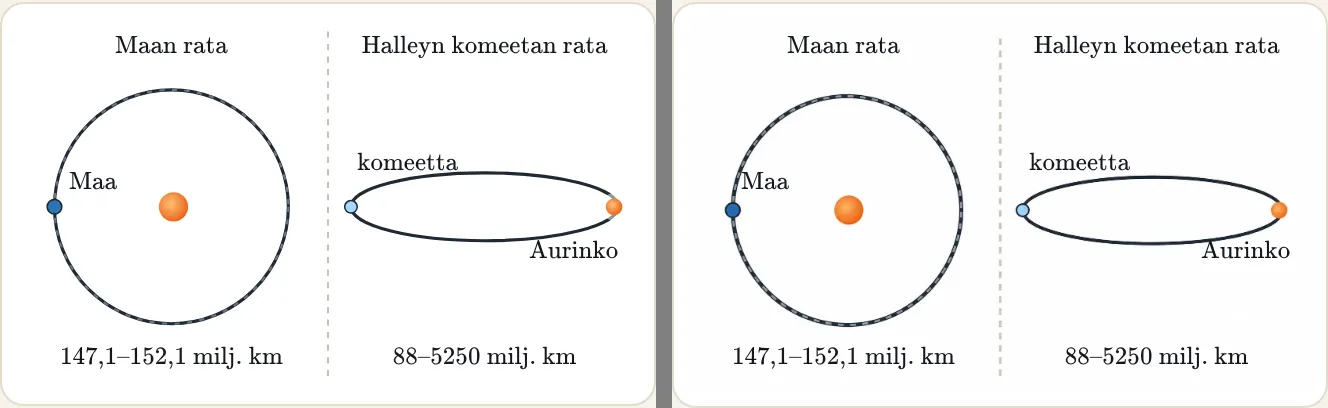 Maan rata
Halleyn komeetan rata
komeetta
Maa
Aurinko
147,1–152,1 milj. km
88–5250 milj. km
Maan rata
Halleyn komeetan rata
komeetta
Maa
Aurinko
147,1–152,1 milj. km
88–5250 milj. km